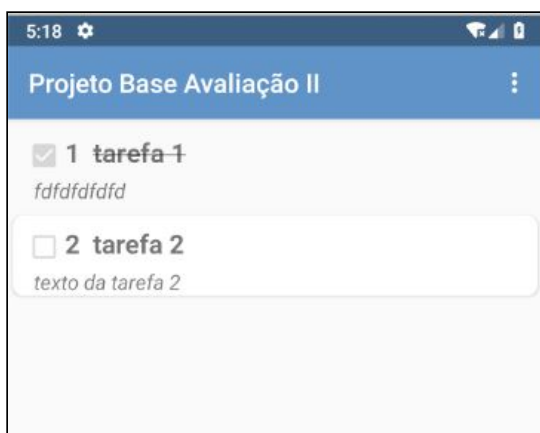 5:18
Projeto Base Avaliação II
1 tarefa 1
fdfdfdfdfd
2 tarefa 2
texto da tarefa 2